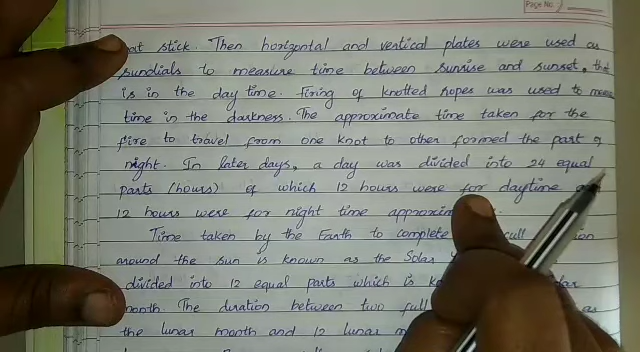 Page No.:
at stick. Then horizontal and vertical plates were used as
sundials to measure time between sunrise and sunset, that
is in the day time. Firing of knotted ropes was used to
time in the darkness. The approximate time taken for the
fire to travel from one knot to other formed the part of
night. In later days, a day was divided into 24 equal
parts (hours) of which 12 hours were for daytime
12 hours were for night time
Time taken by the Earth to complete
around the sun is known as the Solar
divided into 12 equal parts which is
month. The duration between two full as
the lunar month and 12 lunar